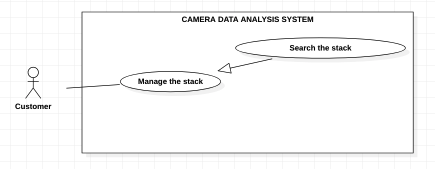 CAMERA DATA ANALYSIS SYSTEM
Search the stack
Manage the stack
Customer